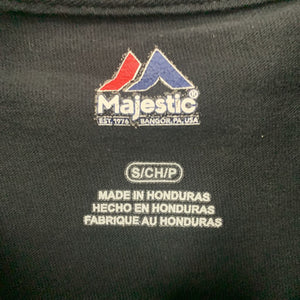 Majestic®
EST. 1976 BANGOR, PA, USA
S/CH/P
MADE IN HONDURAS
HECHO EN HONDURAS
FABRIQUE AU HONDURAS